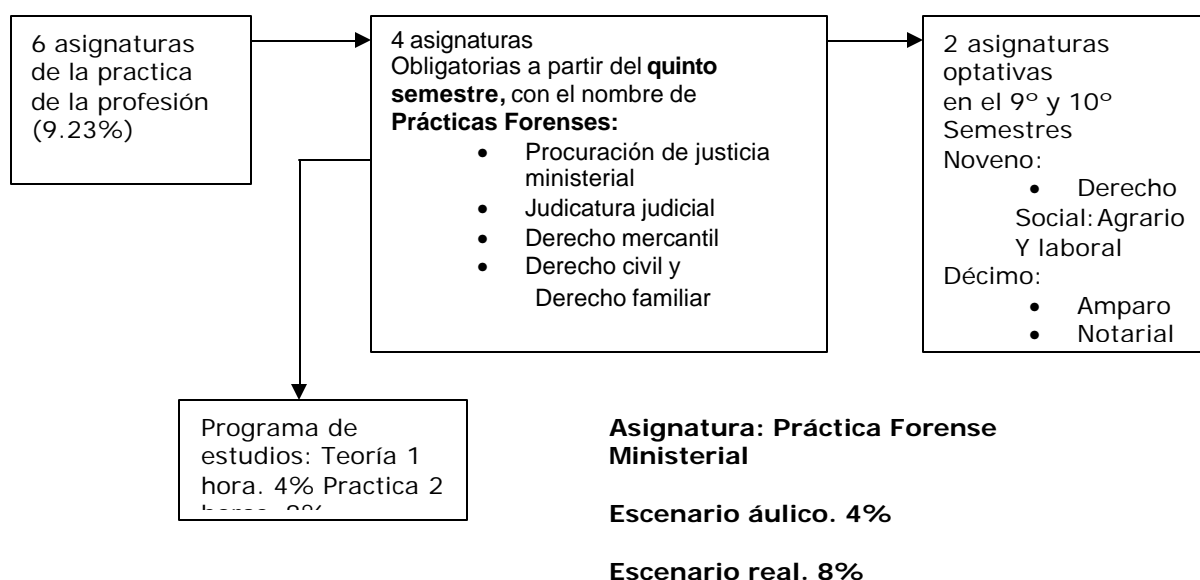 6 asignaturas
de la practica
de la profesión
(9.23%)
4 asignaturas
Obligatorias a partir del quinto
semestre, con el nombre de
Prácticas Forenses:
• Procuración de justicia
ministerial
• Judicatura judicial
• Derecho mercantil
• Derecho civil y
Derecho familiar
2 asignaturas
optativas
en el 9º y 10º
Semestres
Noveno:
• Derecho
Social: Agrario
Y laboral
Décimo:
• Amparo
• Notarial
Programa de
estudios: Teoría 1
hora. 4% Practica 2
Asignatura: Práctica Forense
Ministerial
Escenario áulico. 4%
Escenario real. 8%